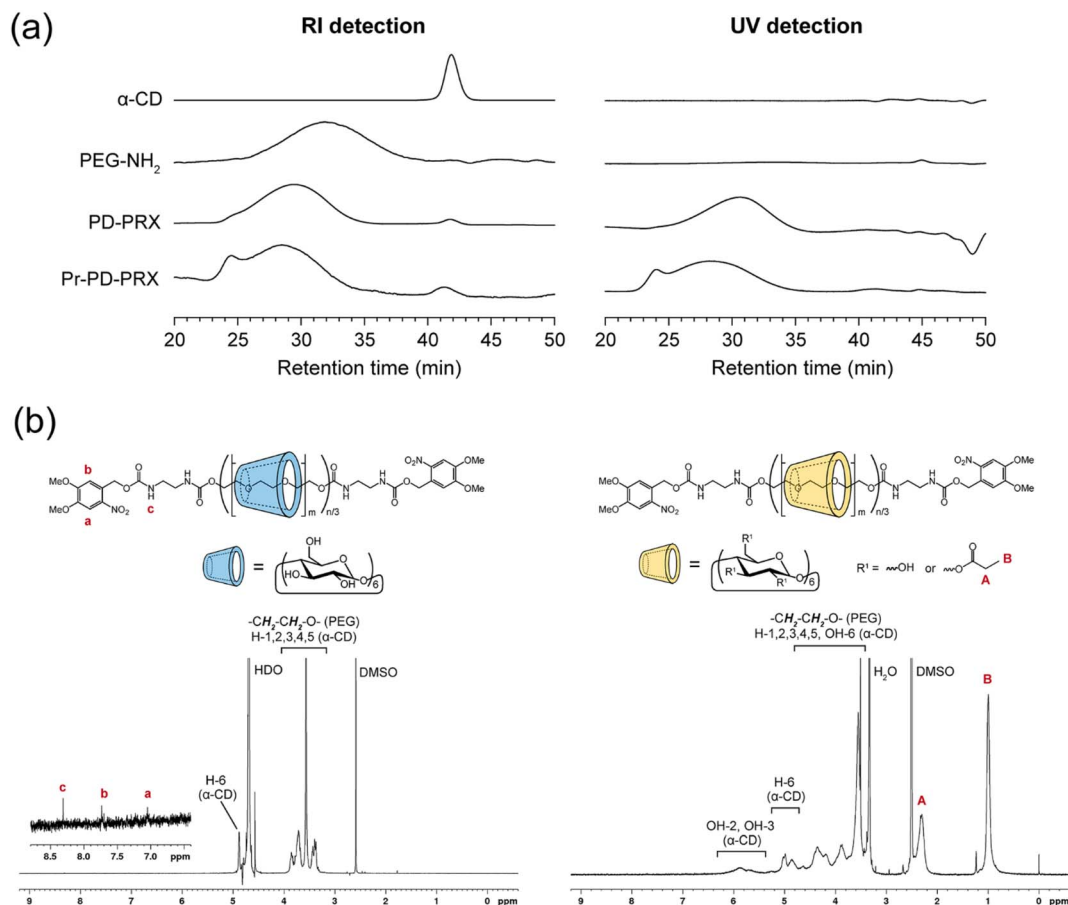 (a)
RI detection
UV detection
α-CD
PEG-NH2
PD-PRX
Pr-PD-PRX
20 25 30 35 40 45 50
20 25 30 35 40 45 50
Retention time (min)
Retention time (min)
(b)
b
MeO
MeO
a
NO2
O
O
N
H
c
H
N
O
O
O
O
m
O
n/3
O
N
H
H
N
O
O
NO2
OMe
OMe
=
OH
O
HO
OH
O
6
MeO
MeO
NO2
O
O
N
H
H
N
O
O
O
O
m
O
n/3
O
N
H
H
N
O
O
NO2
OMe
OMe
=
R1
O
R1
R1
O
6
R1 = OH or O
O
A
B
-CH2-CH2-O- (PEG)
H-1,2,3,4,5 (α-CD)
HDO
DMSO
H-6
(α-CD)
c
b
a
8.5 8.0 7.5 7.0 ppm
9 8 7 6 5 4 3 2 1 0 ppm
-CH2-CH2-O- (PEG)
H-1,2,3,4,5, OH-6 (α-CD)
H2O
DMSO
B
A
H-6
(α-CD)
OH-2, OH-3
(α-CD)
9 8 7 6 5 4 3 2 1 0 ppm